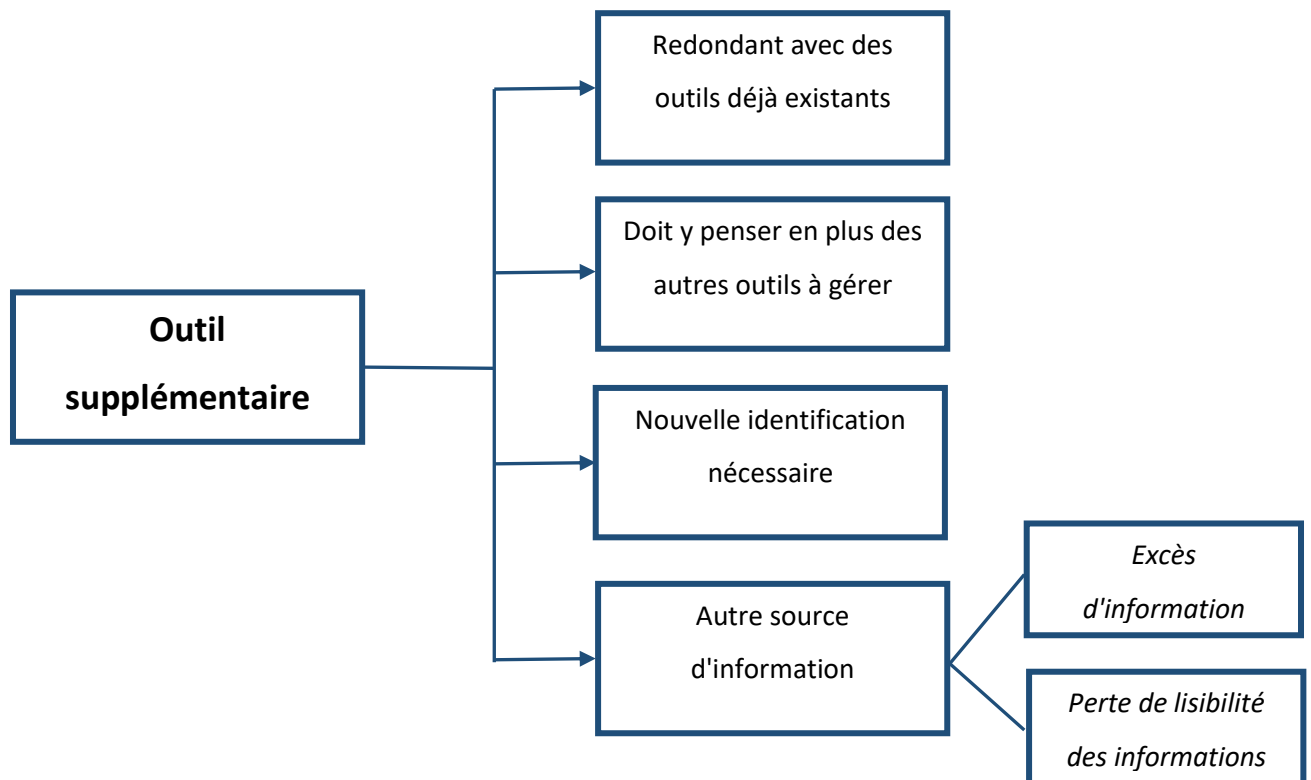 Redondant avec des
outils déjà existants
Doit y penser en plus des
autres outils à gérer
Outil
supplémentaire
Nouvelle identification
nécessaire
Autre source
d'information
Excès
d'information
Perte de lisibilité
des informations